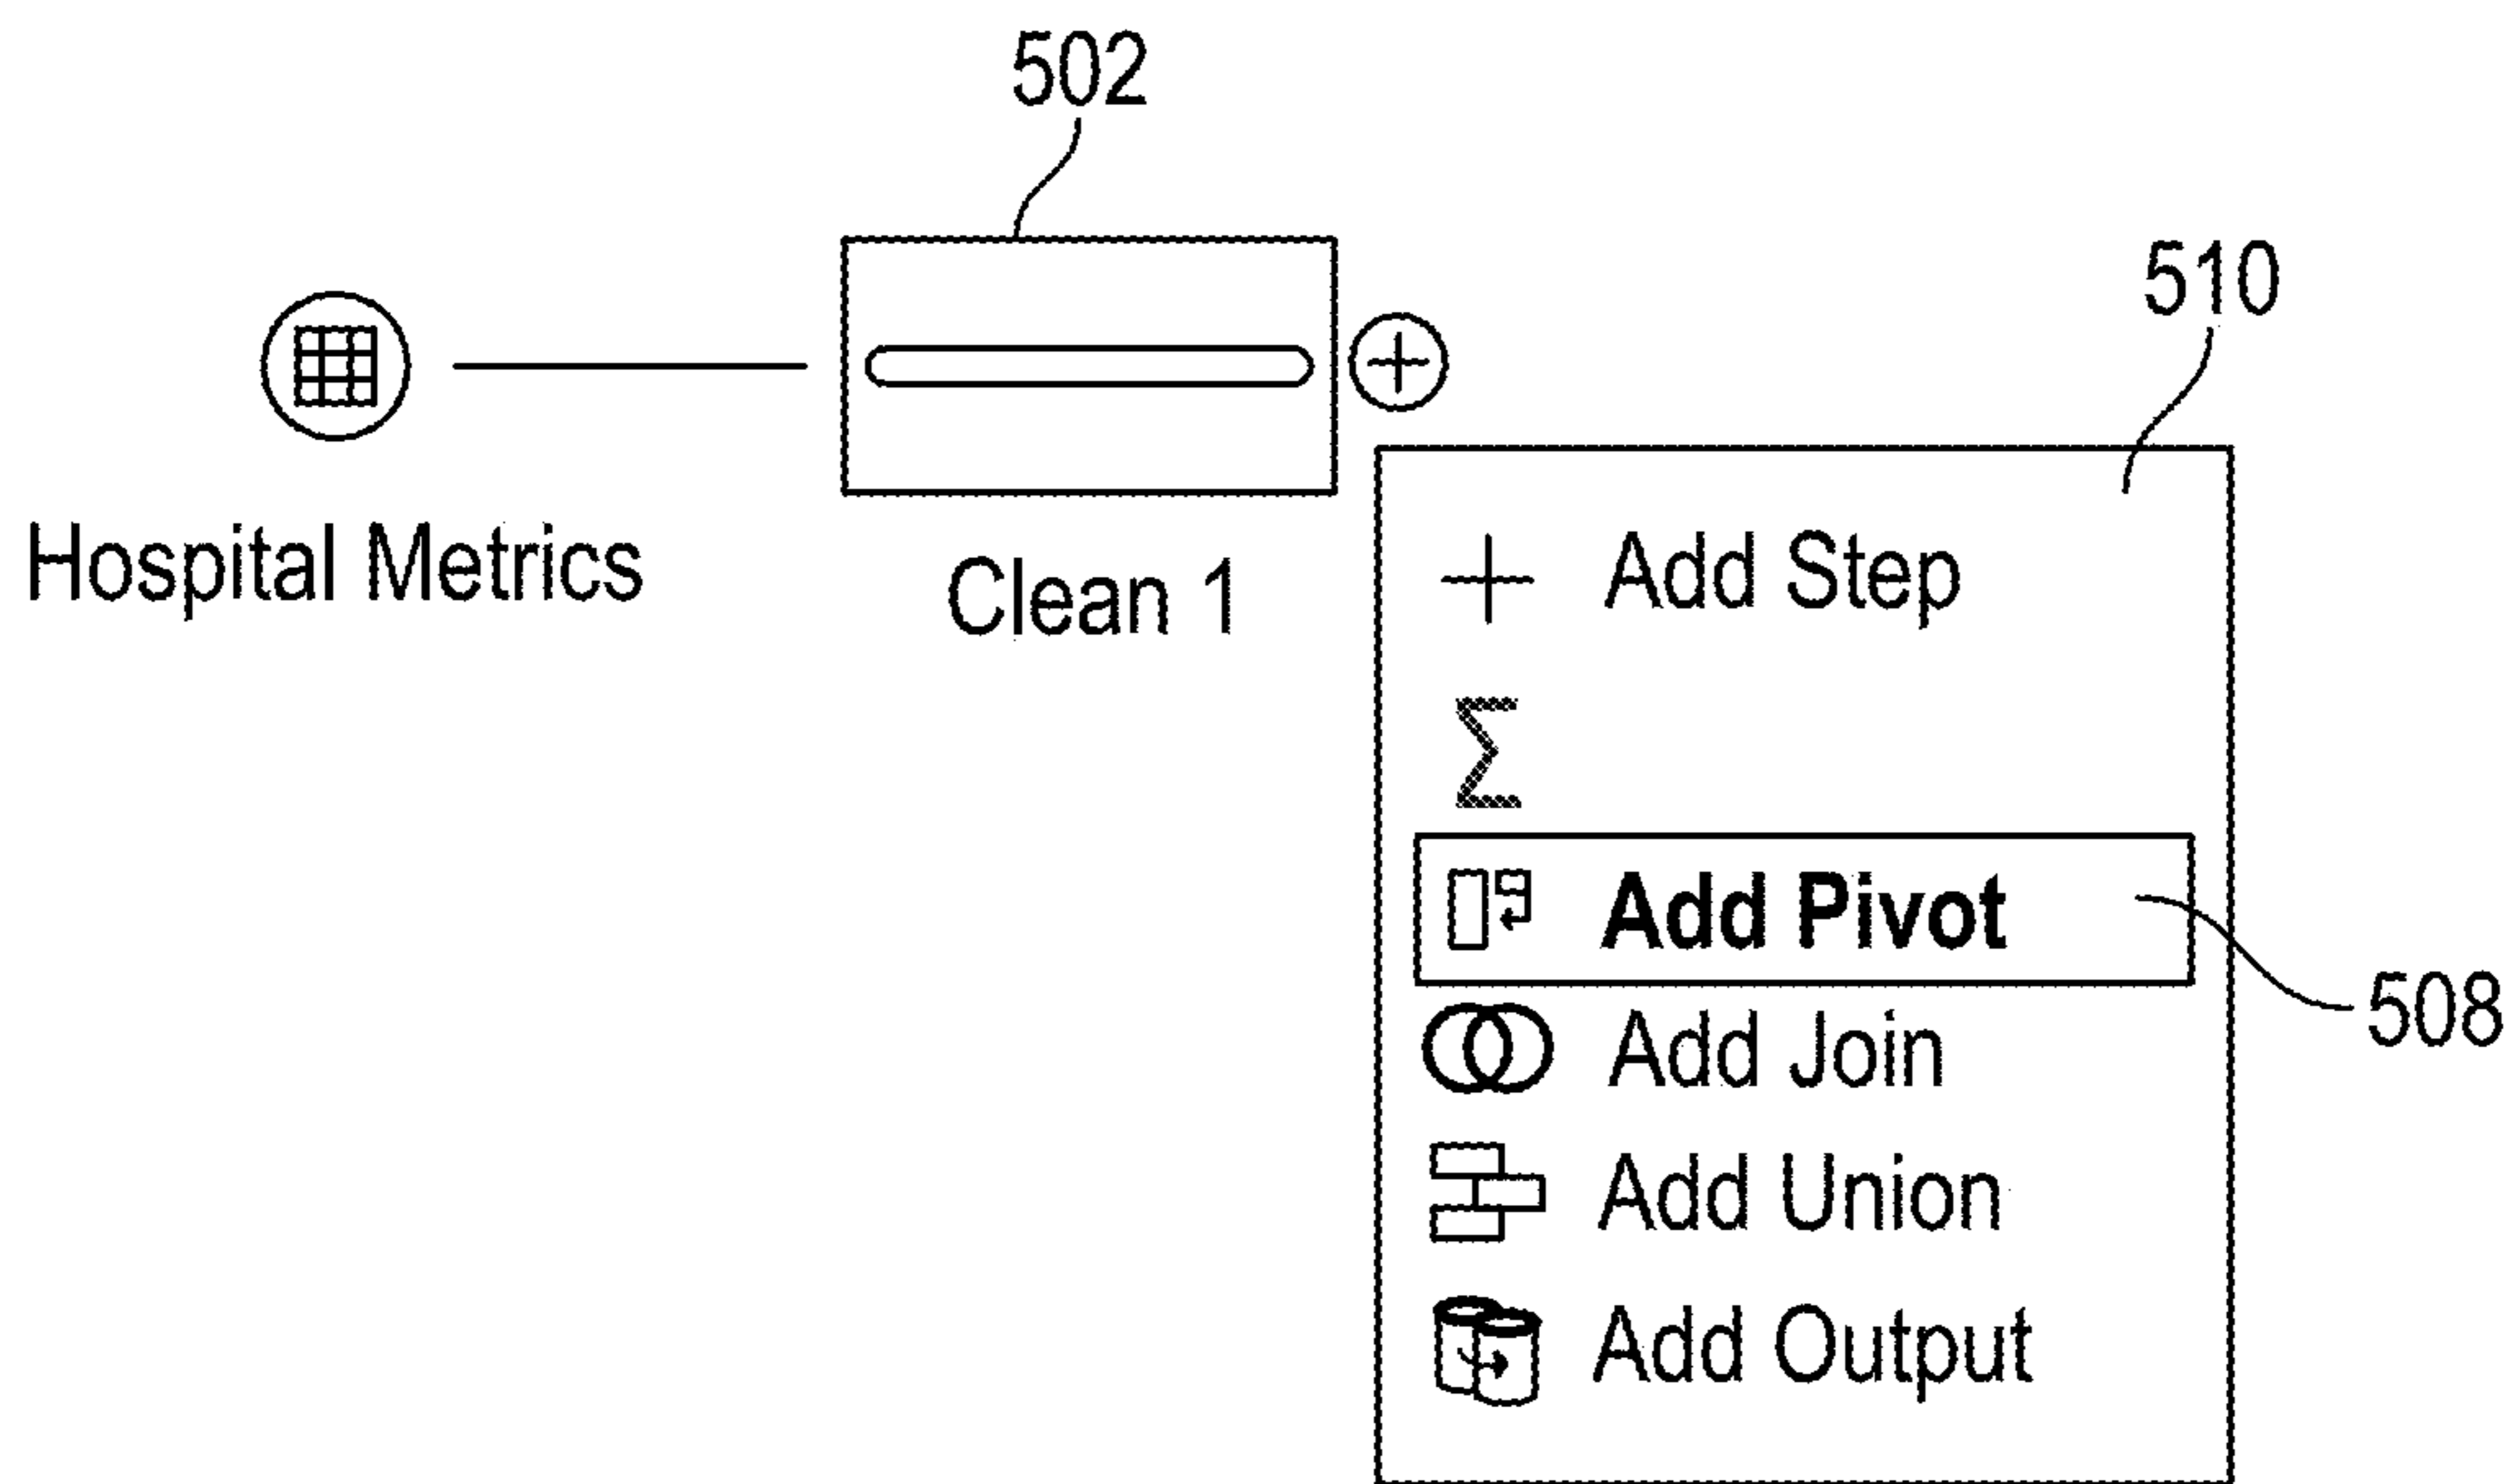 502
510
Hospital Metrics
Clean 1
Add Step
Σ
Add Pivot
508
Add Join
Add Union
Add Output